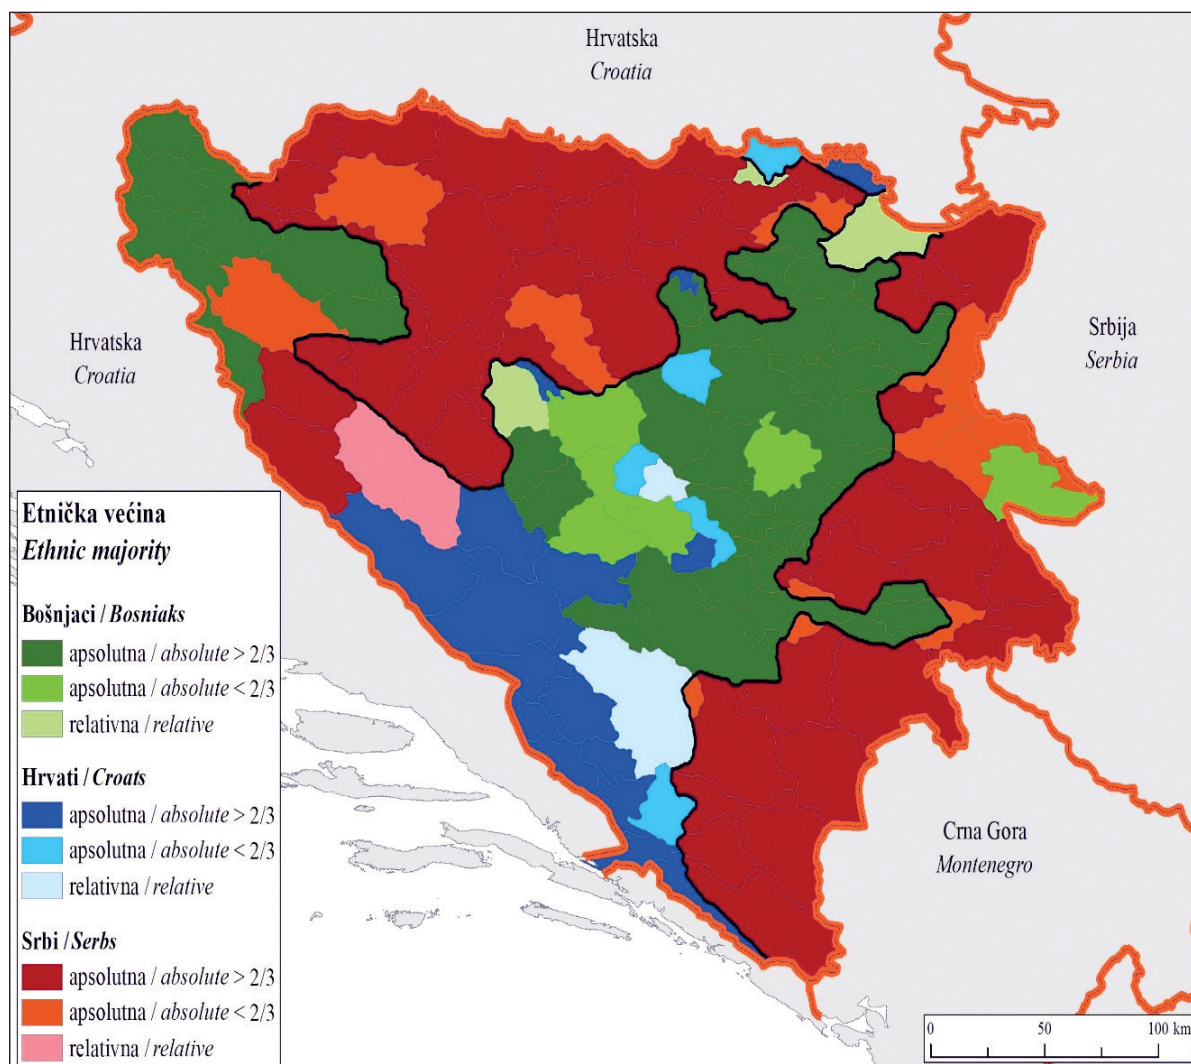 Hrvatska
Croatia
Hrvatska
Croatia
Srbija
Serbia
Crna Gora
Montenegro
Etnička većina
Ethnic majority
Bošnjaci / Bosniaks
apsolutna / absolute > 2/3
apsolutna / absolute < 2/3
relativna / relative
Hrvati / Croats
apsolutna / absolute > 2/3
apsolutna / absolute < 2/3
relativna / relative
Srbi / Serbs
apsolutna / absolute > 2/3
apsolutna / absolute < 2/3
relativna / relative
0 50 100 km